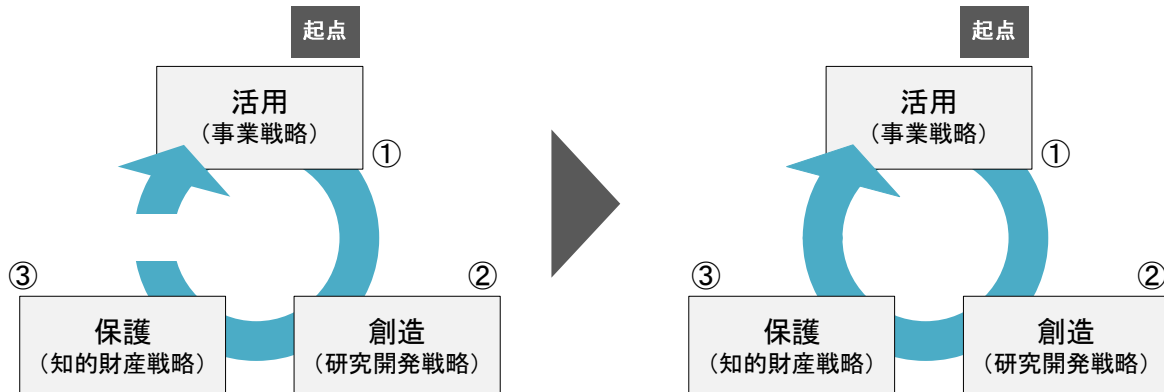 起点
活用
（事業戦略）
①
②
創造
（研究開発戦略）
③
保護
（知的財産戦略）
起点
活用
（事業戦略）
①
②
創造
（研究開発戦略）
③
保護
（知的財産戦略）